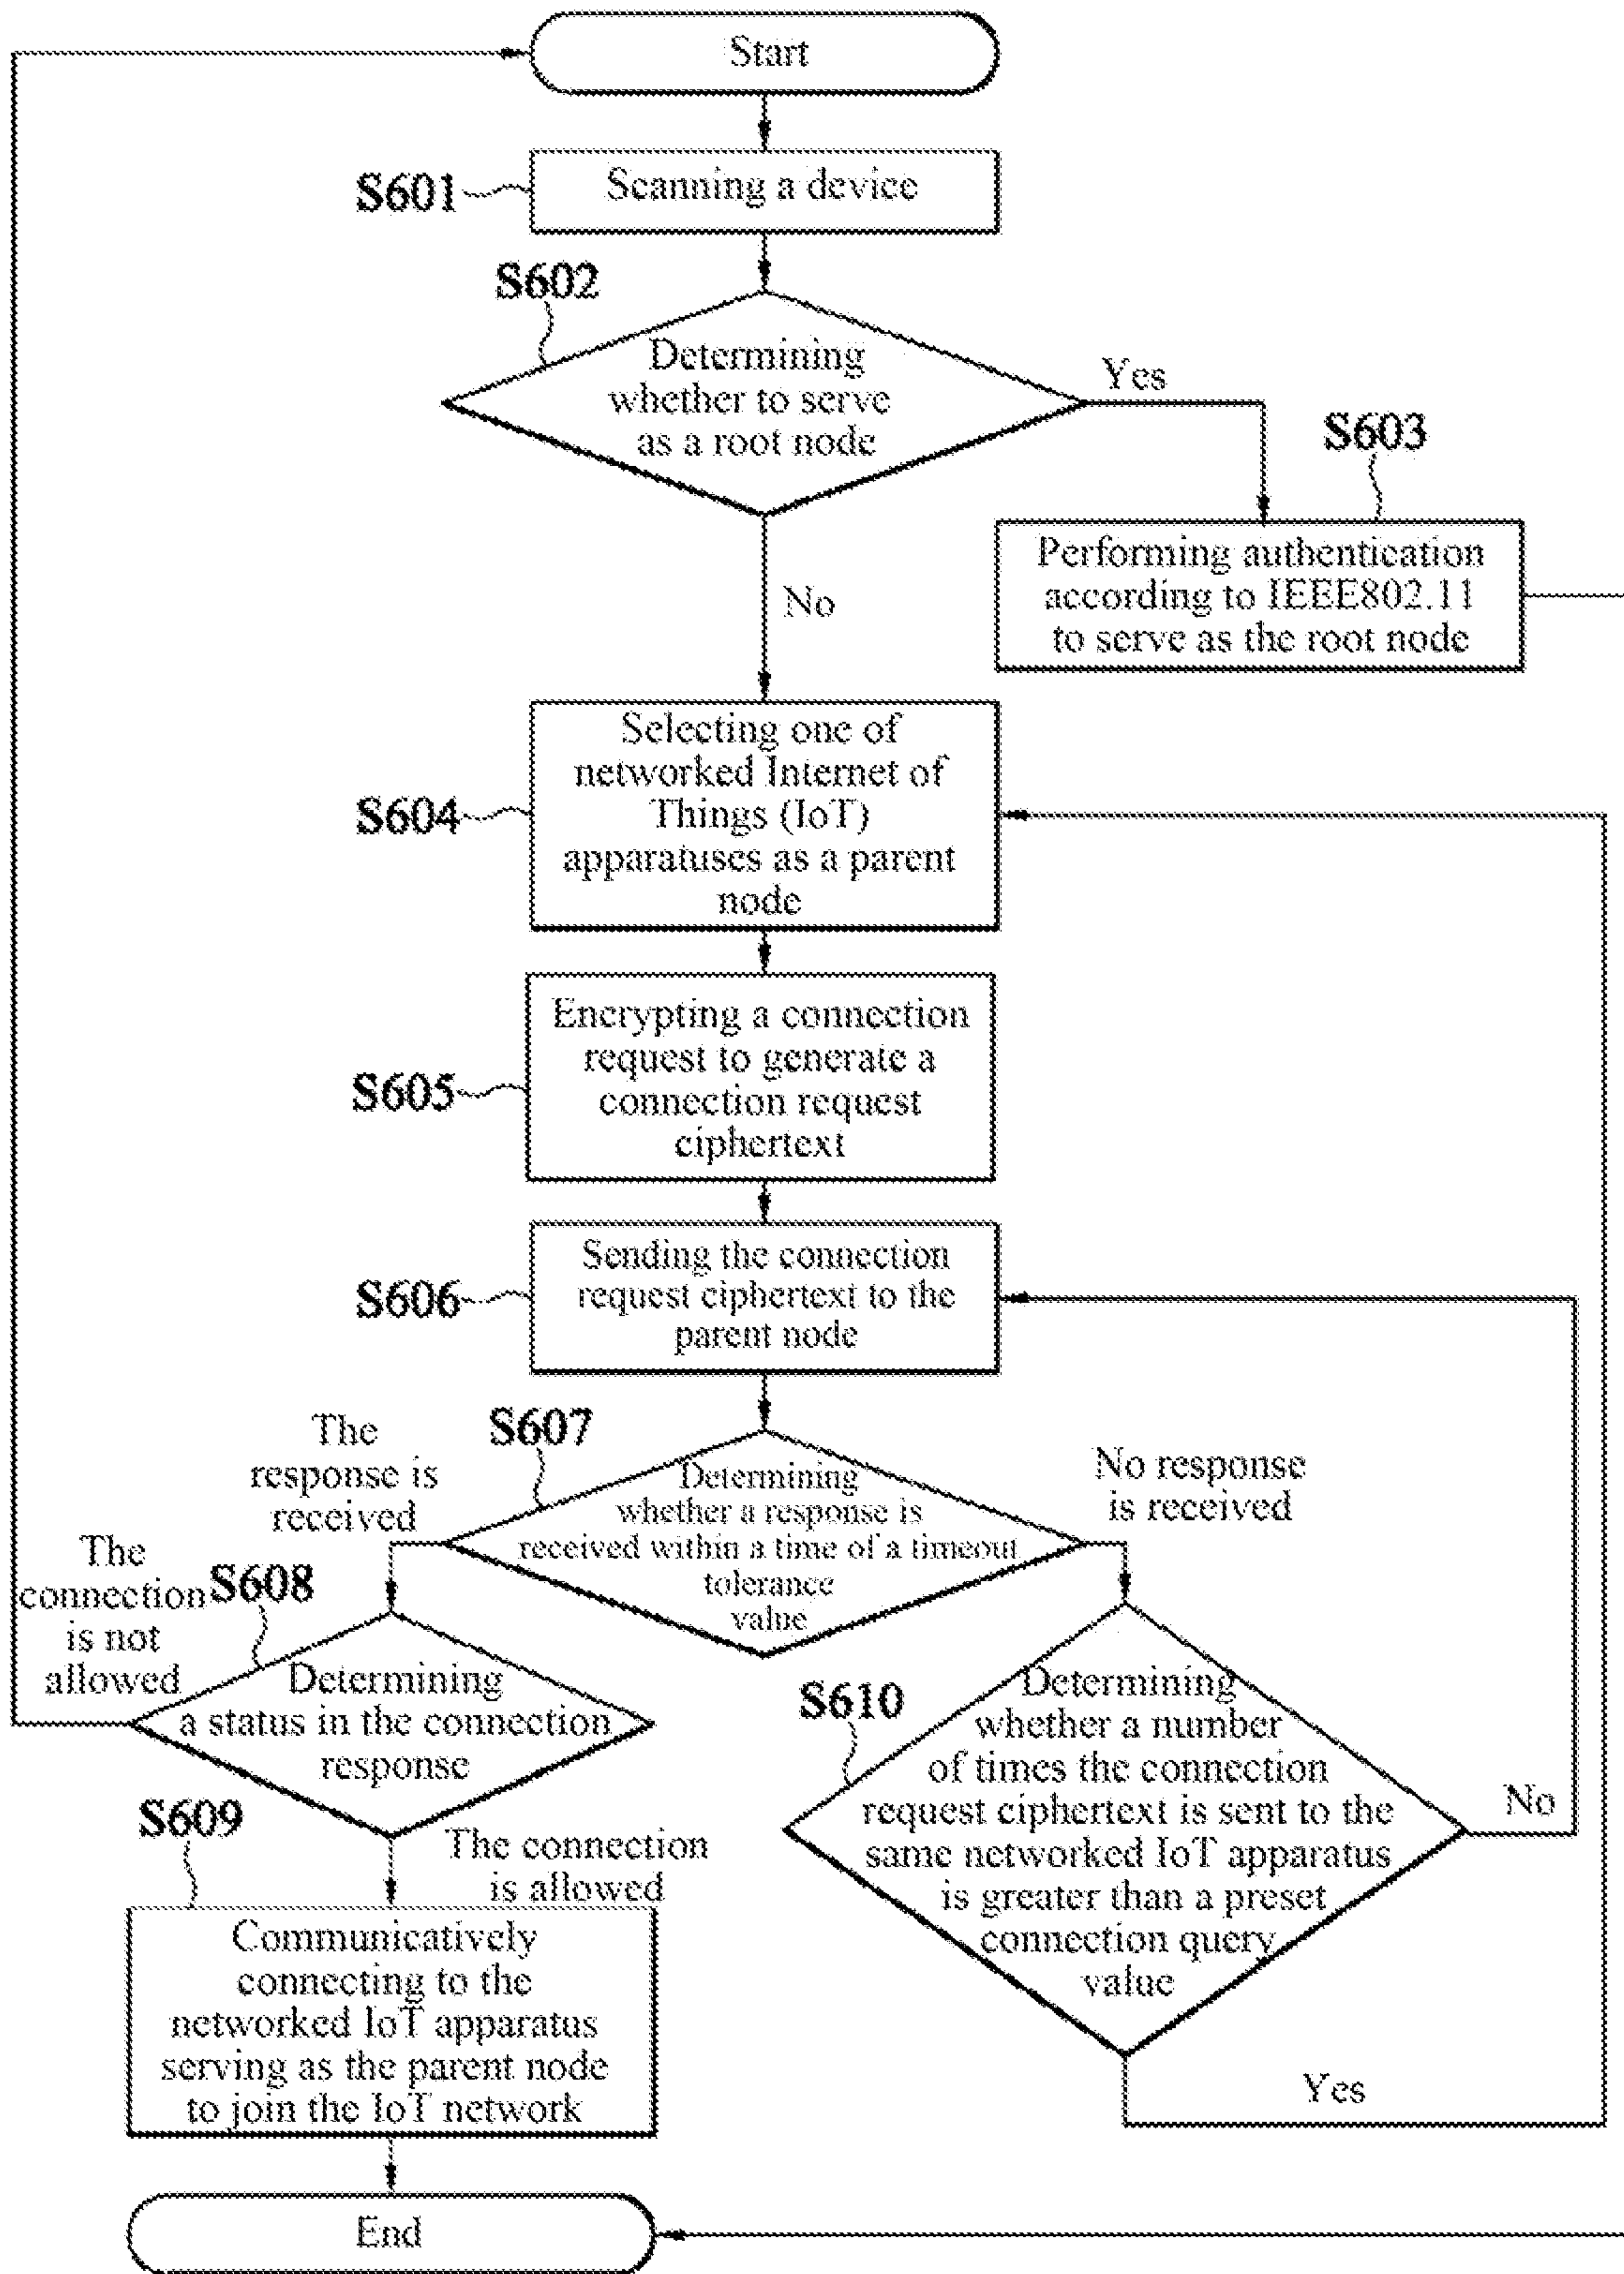 Start
S601
Scanning a device
S602
Determining
whether to serve
as a root node
Yes
S603
Performing authentication
according to IEEE802.11
to serve as the root node
No
S604
Selecting one of
networked Internet of
Things (IoT)
apparatuses as a parent
node
S605
Encrypting a connection
request to generate a
connection request
ciphertext
S606
Sending the connection
request ciphertext to the
parent node
S607
Determining
whether a response is
received within a time of a timeout
tolerance
value
The
response is
received
No response
is received
S608
Determining
a status in the connection
response
The
connection
is not
allowed
S609
The connection
is allowed
Communicatively
connecting to the
networked IoT apparatus
serving as the parent node
to join the IoT network
S610
Determining
whether a number
of times the connection
request ciphertext is sent to the
same networked IoT apparatus
is greater than a preset
connection query
value
No
Yes
End